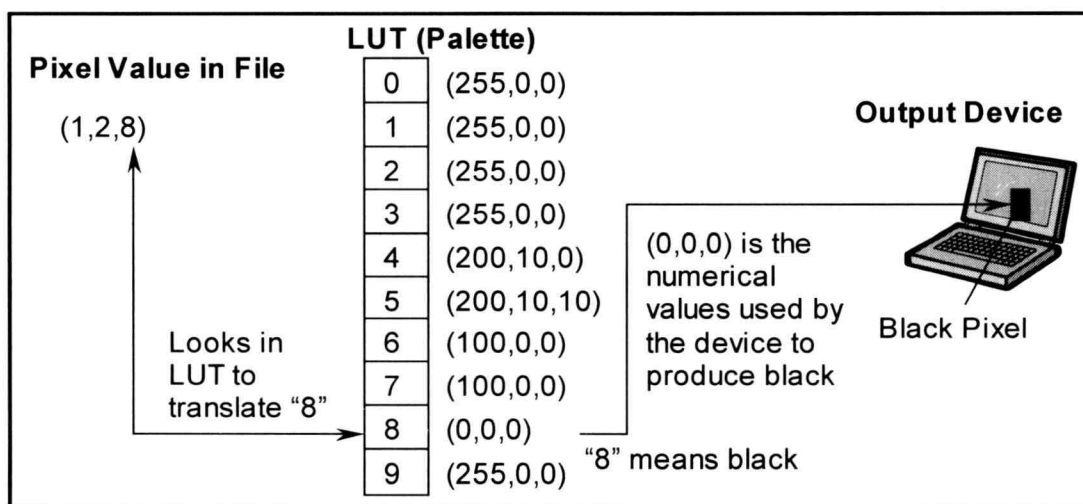 LUT (Palette)
Pixel Value in File
(1,2,8)
0 (255,0,0)
1 (255,0,0)
2 (255,0,0)
3 (255,0,0)
4 (200,10,0)
5 (200,10,10)
6 (100,0,0)
7 (100,0,0)
8 (0,0,0)
9 (255,0,0)
Looks in
LUT to
translate “8”
“8” means black
(0,0,0) is the
numerical
values used by
the device to
produce black
Output Device
Black Pixel